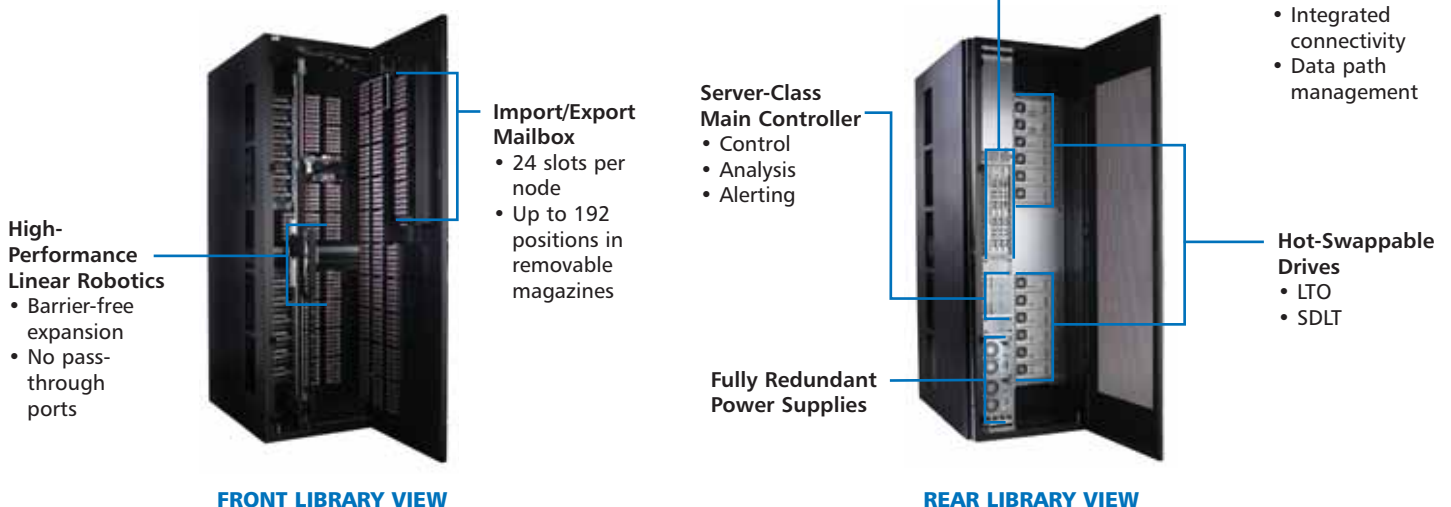 High-
Performance
Linear Robotics
• Barrier-free
expansion
• No pass-
through
ports
Import/Export
Mailbox
• 24 slots per
node
• Up to 192
positions in
removable
magazines
FRONT LIBRARY VIEW
Server-Class
Main Controller
• Control
• Analysis
• Alerting
Fully Redundant
Power Supplies
• Integrated
connectivity
• Data path
management
Hot-Swappable
Drives
• LTO
• SDLT
REAR LIBRARY VIEW